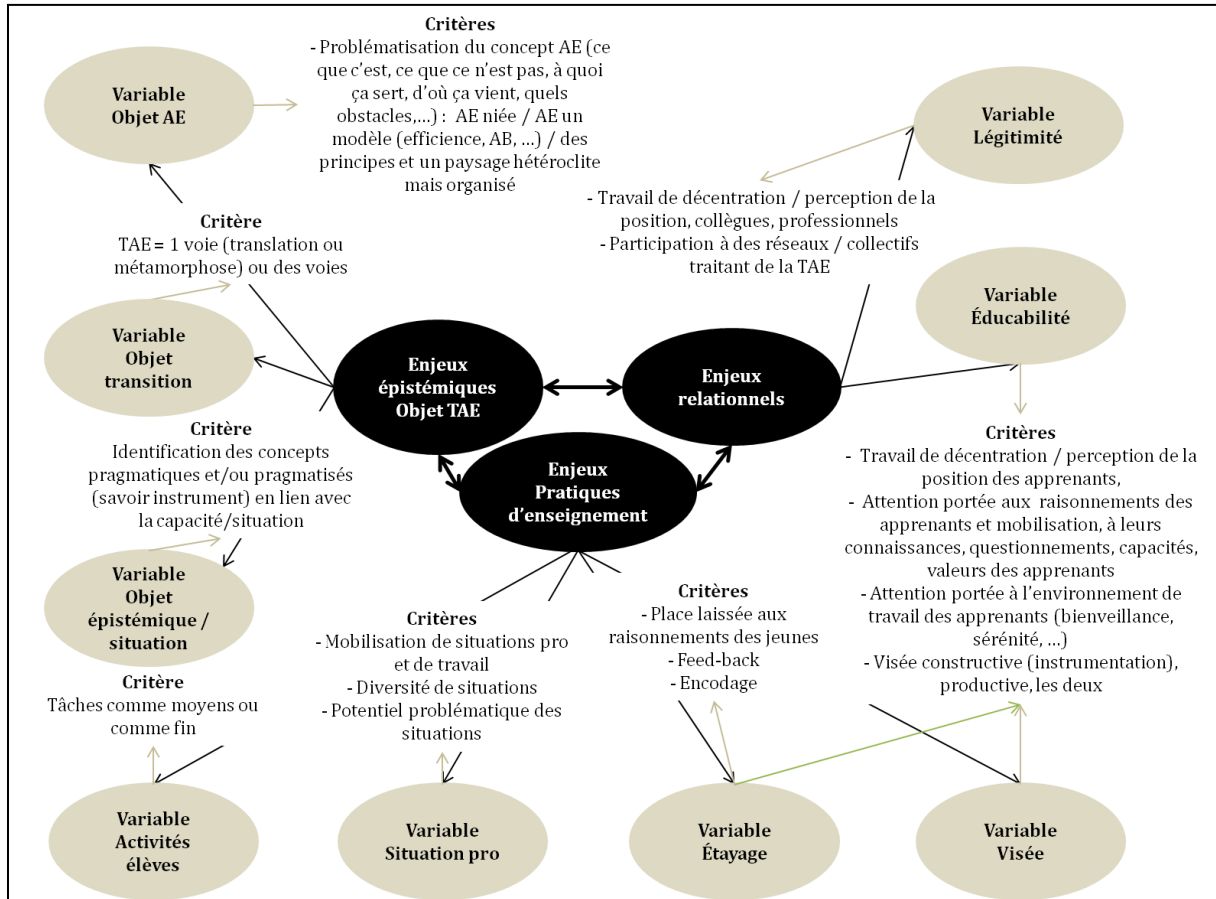 Critères
- Problématisation du concept AE (ce
que c’est, ce que ce n’est pas, à quoi
ça sert, d’où ça vient, quels
obstacles,…) : AE niée / AE un
modèle (efficience, AB, …) / des
principes et un paysage hétéroclite
mais organisé
Variable
Objet AE
Variable
Légitimité
- Travail de décentration / perception de la
position, collègues, professionnels
- Participation à des réseaux / collectifs
traitant de la TAE
Critère
TAE = 1 voie (translation ou
métamorphose) ou des voies
Variable
Éducabilité
Variable
Objet
transition
Enjeux
épistémiques
Objet TAE
Enjeux
relationnels
Enjeux
Pratiques
d’enseignement
Critère
Identification des concepts
pragmatiques et/ou pragmatisés
(savoir instrument) en lien avec
la capacité/situation
Critères
- Travail de décentration / perception de la
position des apprenants,
- Attention portée aux raisonnements des
apprenants et mobilisation, à leurs
connaissances, questionnements, capacités,
valeurs des apprenants
- Attention portée à l’environnement de
travail des apprenants (bienveillance,
sérénité, …)
- Visée constructive (instrumentation),
productive, les deux
Variable
Objet
épistémique /
situation
Critères
- Mobilisation de situations pro
et de travail
- Diversité de situations
- Potentiel problématique des
situations
Critères
- Place laissée aux
raisonnements des jeunes
- Feed-back
- Encodage
Critère
Tâches comme moyens ou
comme fin
Variable
Activités
élèves
Variable
Situation pro
Variable
Étayage
Variable
Visée